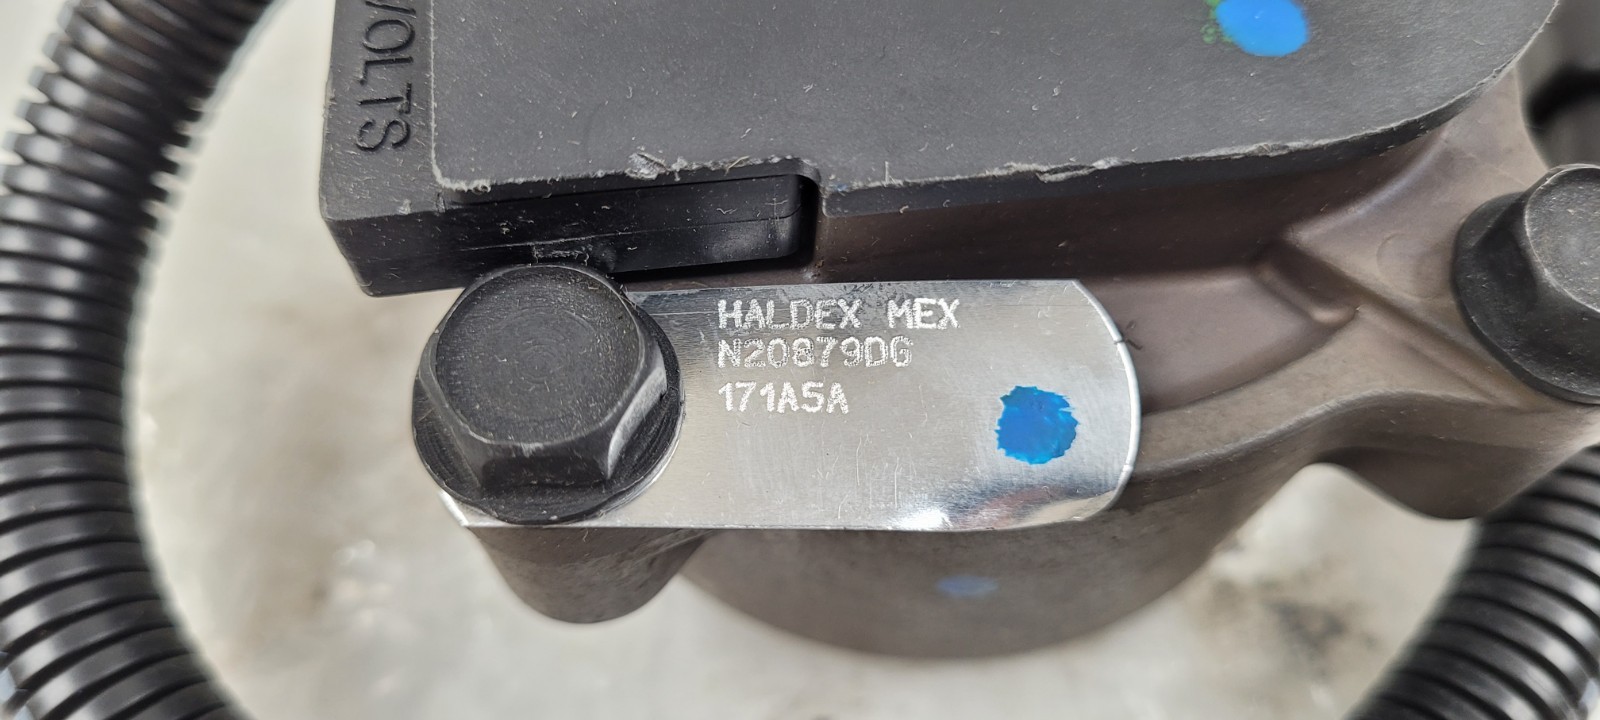 VOLTS
HALDEX MEX
N20879DG
171A5A